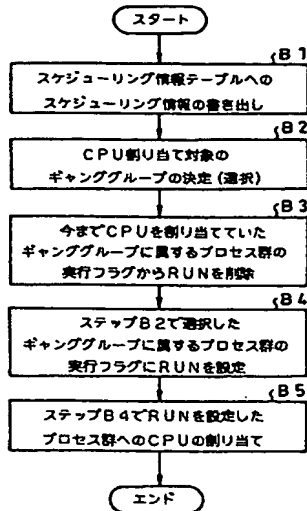 スタート
B1
スケジューリング情報テーブルへの
スケジューリング情報の書き出し
B2
CPU割り当て対象の
ギャンググループの決定(選択)
B3
今までCPUを割り当てていた
ギャンググループに属するプロセス群の
実行フラグからRUNを削除
B4
ステップB2で選択した
ギャンググループに属するプロセス群の
実行フラグにRUNを設定
B5
ステップB4でRUNを設定した
プロセス群へのCPUの割り当て
エンド